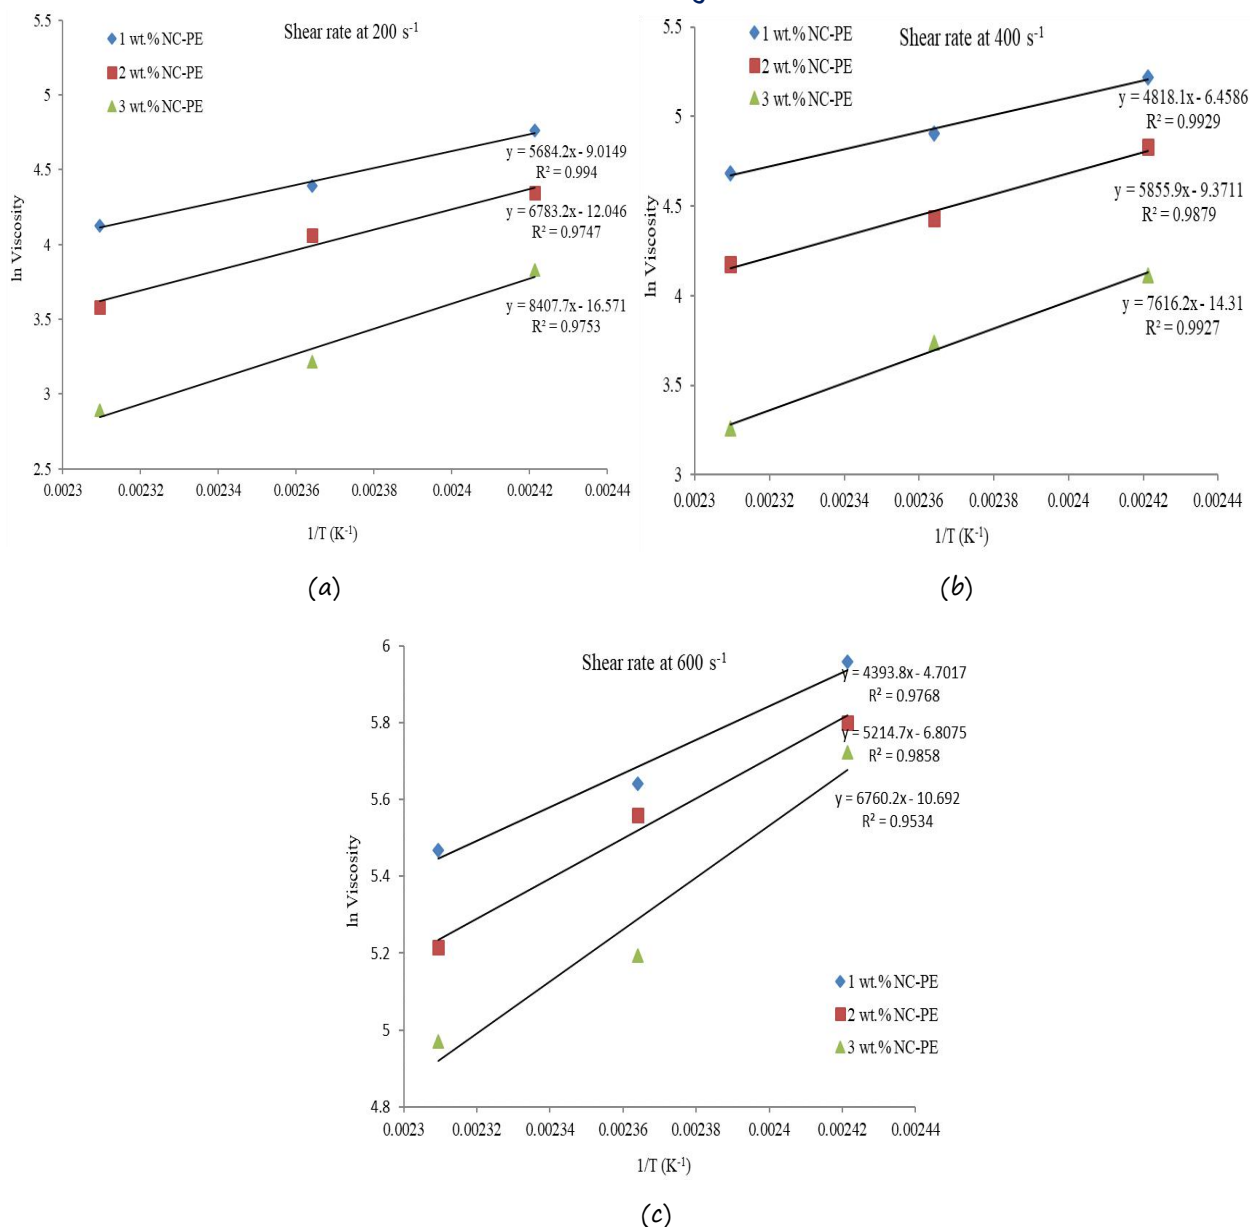 Shear rate at 200 s⁻¹
1 wt.% NC-PE
2 wt.% NC-PE
3 wt.% NC-PE
5.5
5
4.5
4
3.5
3
2.5
ln Viscosity
y = 5684.2x - 9.0149
R² = 0.994
y = 6783.2x - 12.046
R² = 0.9747
y = 8407.7x - 16.571
R² = 0.9753
0.0023 0.00232 0.00234 0.00236 0.00238 0.0024 0.00242 0.00244
1/T (K⁻¹)
(a)
Shear rate at 400 s⁻¹
1 wt.% NC-PE
2 wt.% NC-PE
3 wt.% NC-PE
5.5
5
4.5
4
3.5
3
ln Viscosity
y = 4818.1x - 6.4586
R² = 0.9929
y = 5855.9x - 9.3711
R² = 0.9879
y = 7616.2x - 14.31
R² = 0.9927
0.0023 0.00232 0.00234 0.00236 0.00238 0.0024 0.00242 0.00244
1/T (K⁻¹)
(b)
Shear rate at 600 s⁻¹
6
5.8
5.6
5.4
5.2
5
4.8
ln Viscosity
y = 4393.8x - 4.7017
R² = 0.9768
y = 5214.7x - 6.8075
R² = 0.9858
y = 6760.2x - 10.692
R² = 0.9534
1 wt.% NC-PE
2 wt.% NC-PE
3 wt.% NC-PE
0.0023 0.00232 0.00234 0.00236 0.00238 0.0024 0.00242 0.00244
1/T (K⁻¹)
(c)